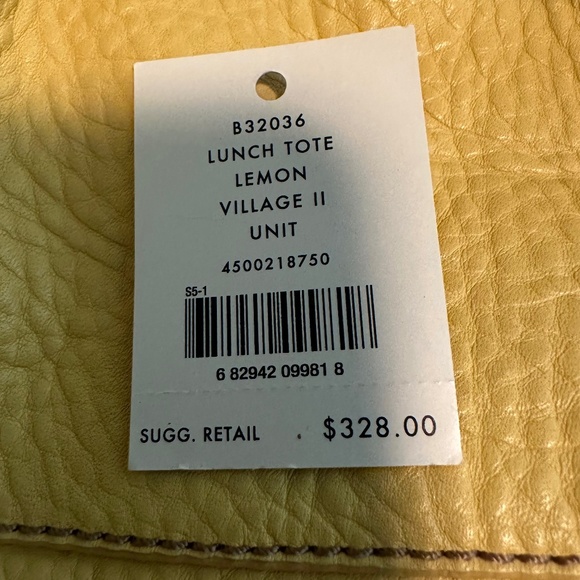 B32036
LUNCH TOTE
LEMON
VILLAGE II
UNIT
4500218750
S5-1
6 82942 09981 8
SUGG. RETAIL . $328.00